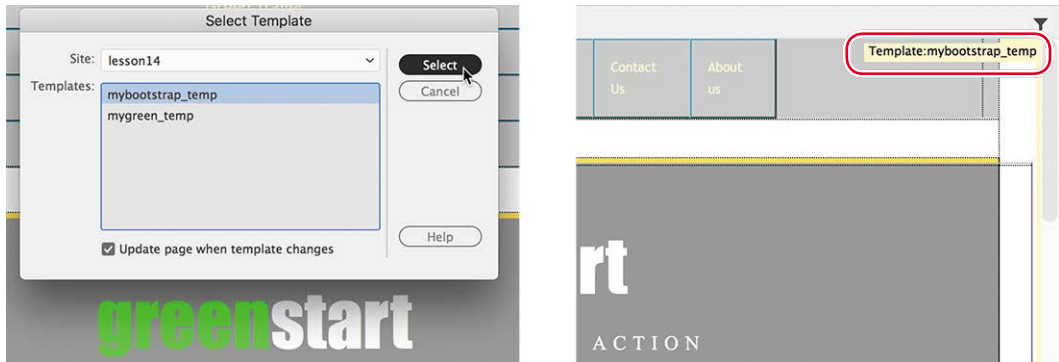 Select Template
Site: lesson14
Select
Templates:
mybootstrap_temp
mygreen_temp
Cancel
Help
Update page when template changes
greenstart
Template:mybootstrap_temp
Contact Us
About us
rt
ACTION